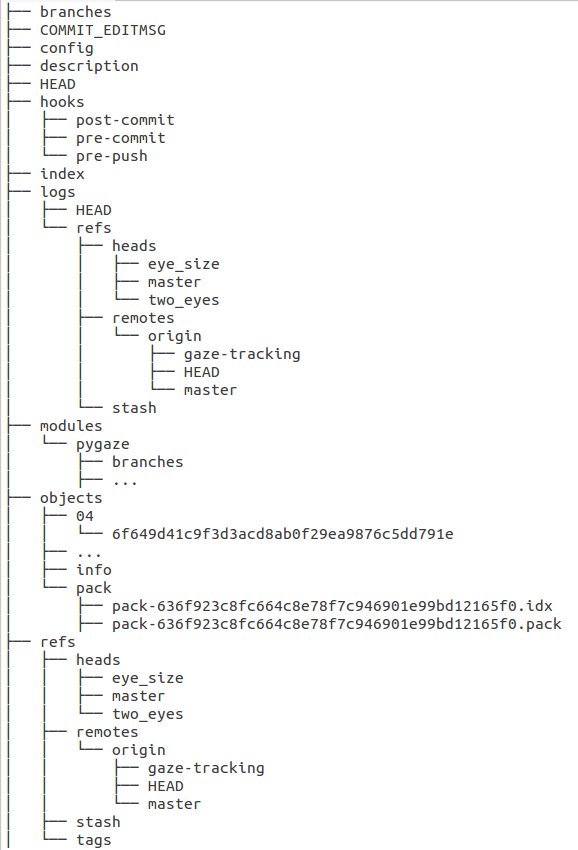 ├── branches
├── COMMIT_EDITMSG
├── config
├── description
├── HEAD
├── hooks
│   ├── post-commit
│   ├── pre-commit
│   └── pre-push
├── index
├── logs
│   ├── HEAD
│   └── refs
│       ├── heads
│       │   ├── eye_size
│       │   ├── master
│       │   └── two_eyes
│       ├── remotes
│       │   └── origin
│       │       ├── gaze-tracking
│       │       ├── HEAD
│       │       └── master
│       └── stash
├── modules
│   └── pygaze
│       ├── branches
│       ├── ...
├── objects
│   ├── 04
│   │   └── 6f649d41c9f3d3acd8ab0f29ea9876c5dd791e
│   ├── ...
│   ├── info
│   └── pack
│       ├── pack-636f923c8fc664c8e78f7c946901e99bd12165f0.idx
│       ├── pack-636f923c8fc664c8e78f7c946901e99bd12165f0.pack
├── refs
│   ├── heads
│   │   ├── eye_size
│   │   ├── master
│   │   └── two_eyes
│   ├── remotes
│   │   └── origin
│   │       ├── gaze-tracking
│   │       ├── HEAD
│   │       └── master
│   ├── stash
│   └── tags